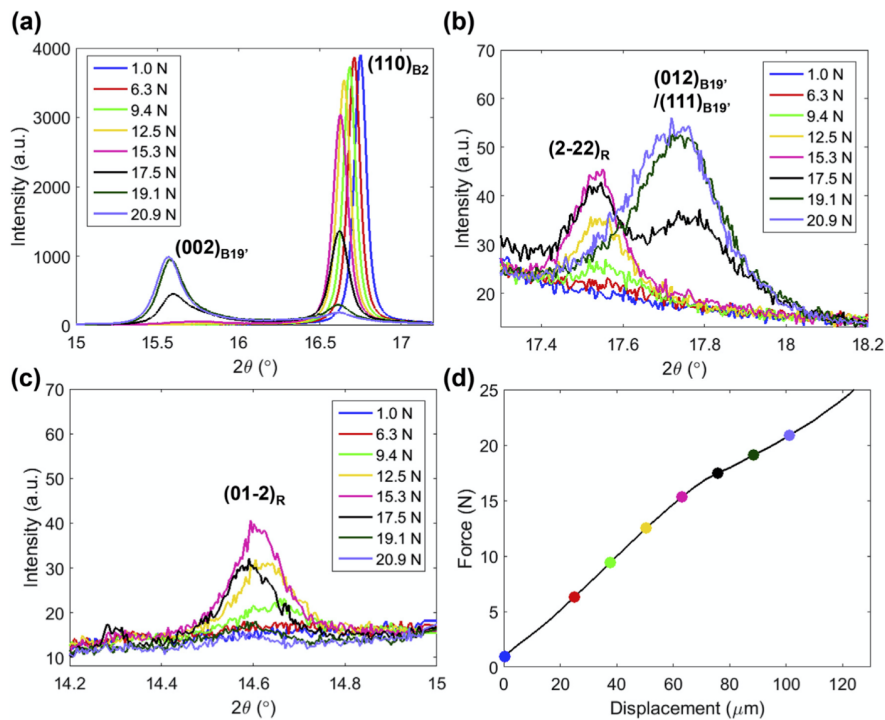 (a)
Intensity (a.u.)
4000
3000
2000
1000
0
1.0 N
6.3 N
9.4 N
12.5 N
15.3 N
17.5 N
19.1 N
20.9 N
(002)B19'
(110)B2
15
15.5
16
16.5
17
2θ (°)
(b)
Intensity (a.u.)
70
60
50
40
30
20
(2-22)R
(012)B19'
/(111)B19'
1.0 N
6.3 N
9.4 N
12.5 N
15.3 N
17.5 N
19.1 N
20.9 N
17.4
17.6
17.8
18
18.2
2θ (°)
(c)
Intensity (a.u.)
70
60
50
40
30
20
10
(01-2)R
1.0 N
6.3 N
9.4 N
12.5 N
15.3 N
17.5 N
19.1 N
20.9 N
14.2
14.4
14.6
14.8
15
2θ (°)
(d)
Force (N)
25
20
15
10
5
0
0
20
40
60
80
100
120
Displacement (μm)